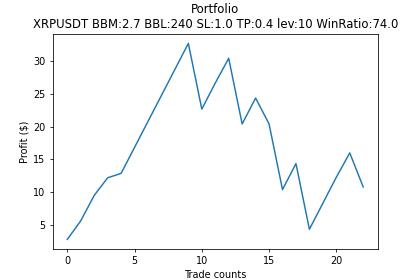 Portfolio
XRPUSDT BBM:2.7 BBL:240 SL:1.0 TP:0.4 lev:10 WinRatio:74.0
Profit ($)
30
25
20
15
10
5
0 5 10 15 20
Trade counts